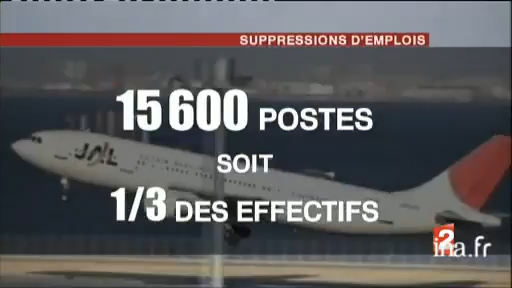 SUPPRESSIONS D'EMPLOIS
15 600 POSTES
SOIT
1/3 DES EFFECTIFS
JAL
2
ina.fr